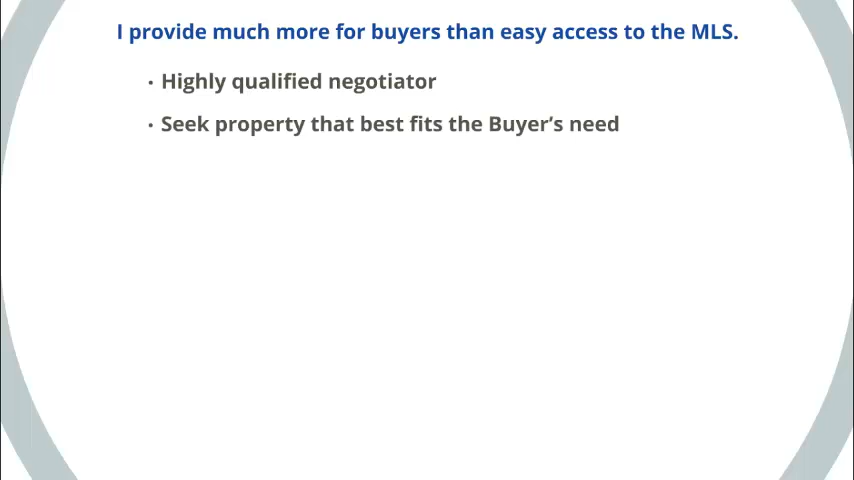 I provide much more for buyers than easy access to the MLS.
· Highly qualified negotiator
· Seek property that best fits the Buyer’s need